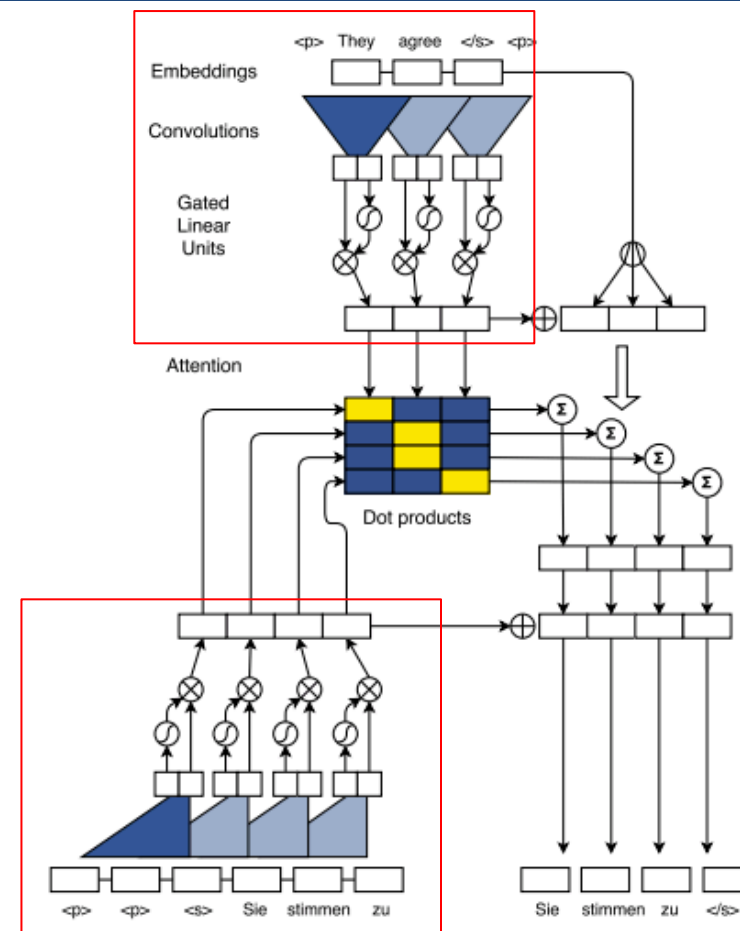 <p> They agree </s> <p>
Embeddings
Convolutions
Gated
Linear
Units
Attention
Σ
Σ
Σ
Σ
Dot products
<p> <p> <s> Sie stimmen zu
Sie stimmen zu </s>